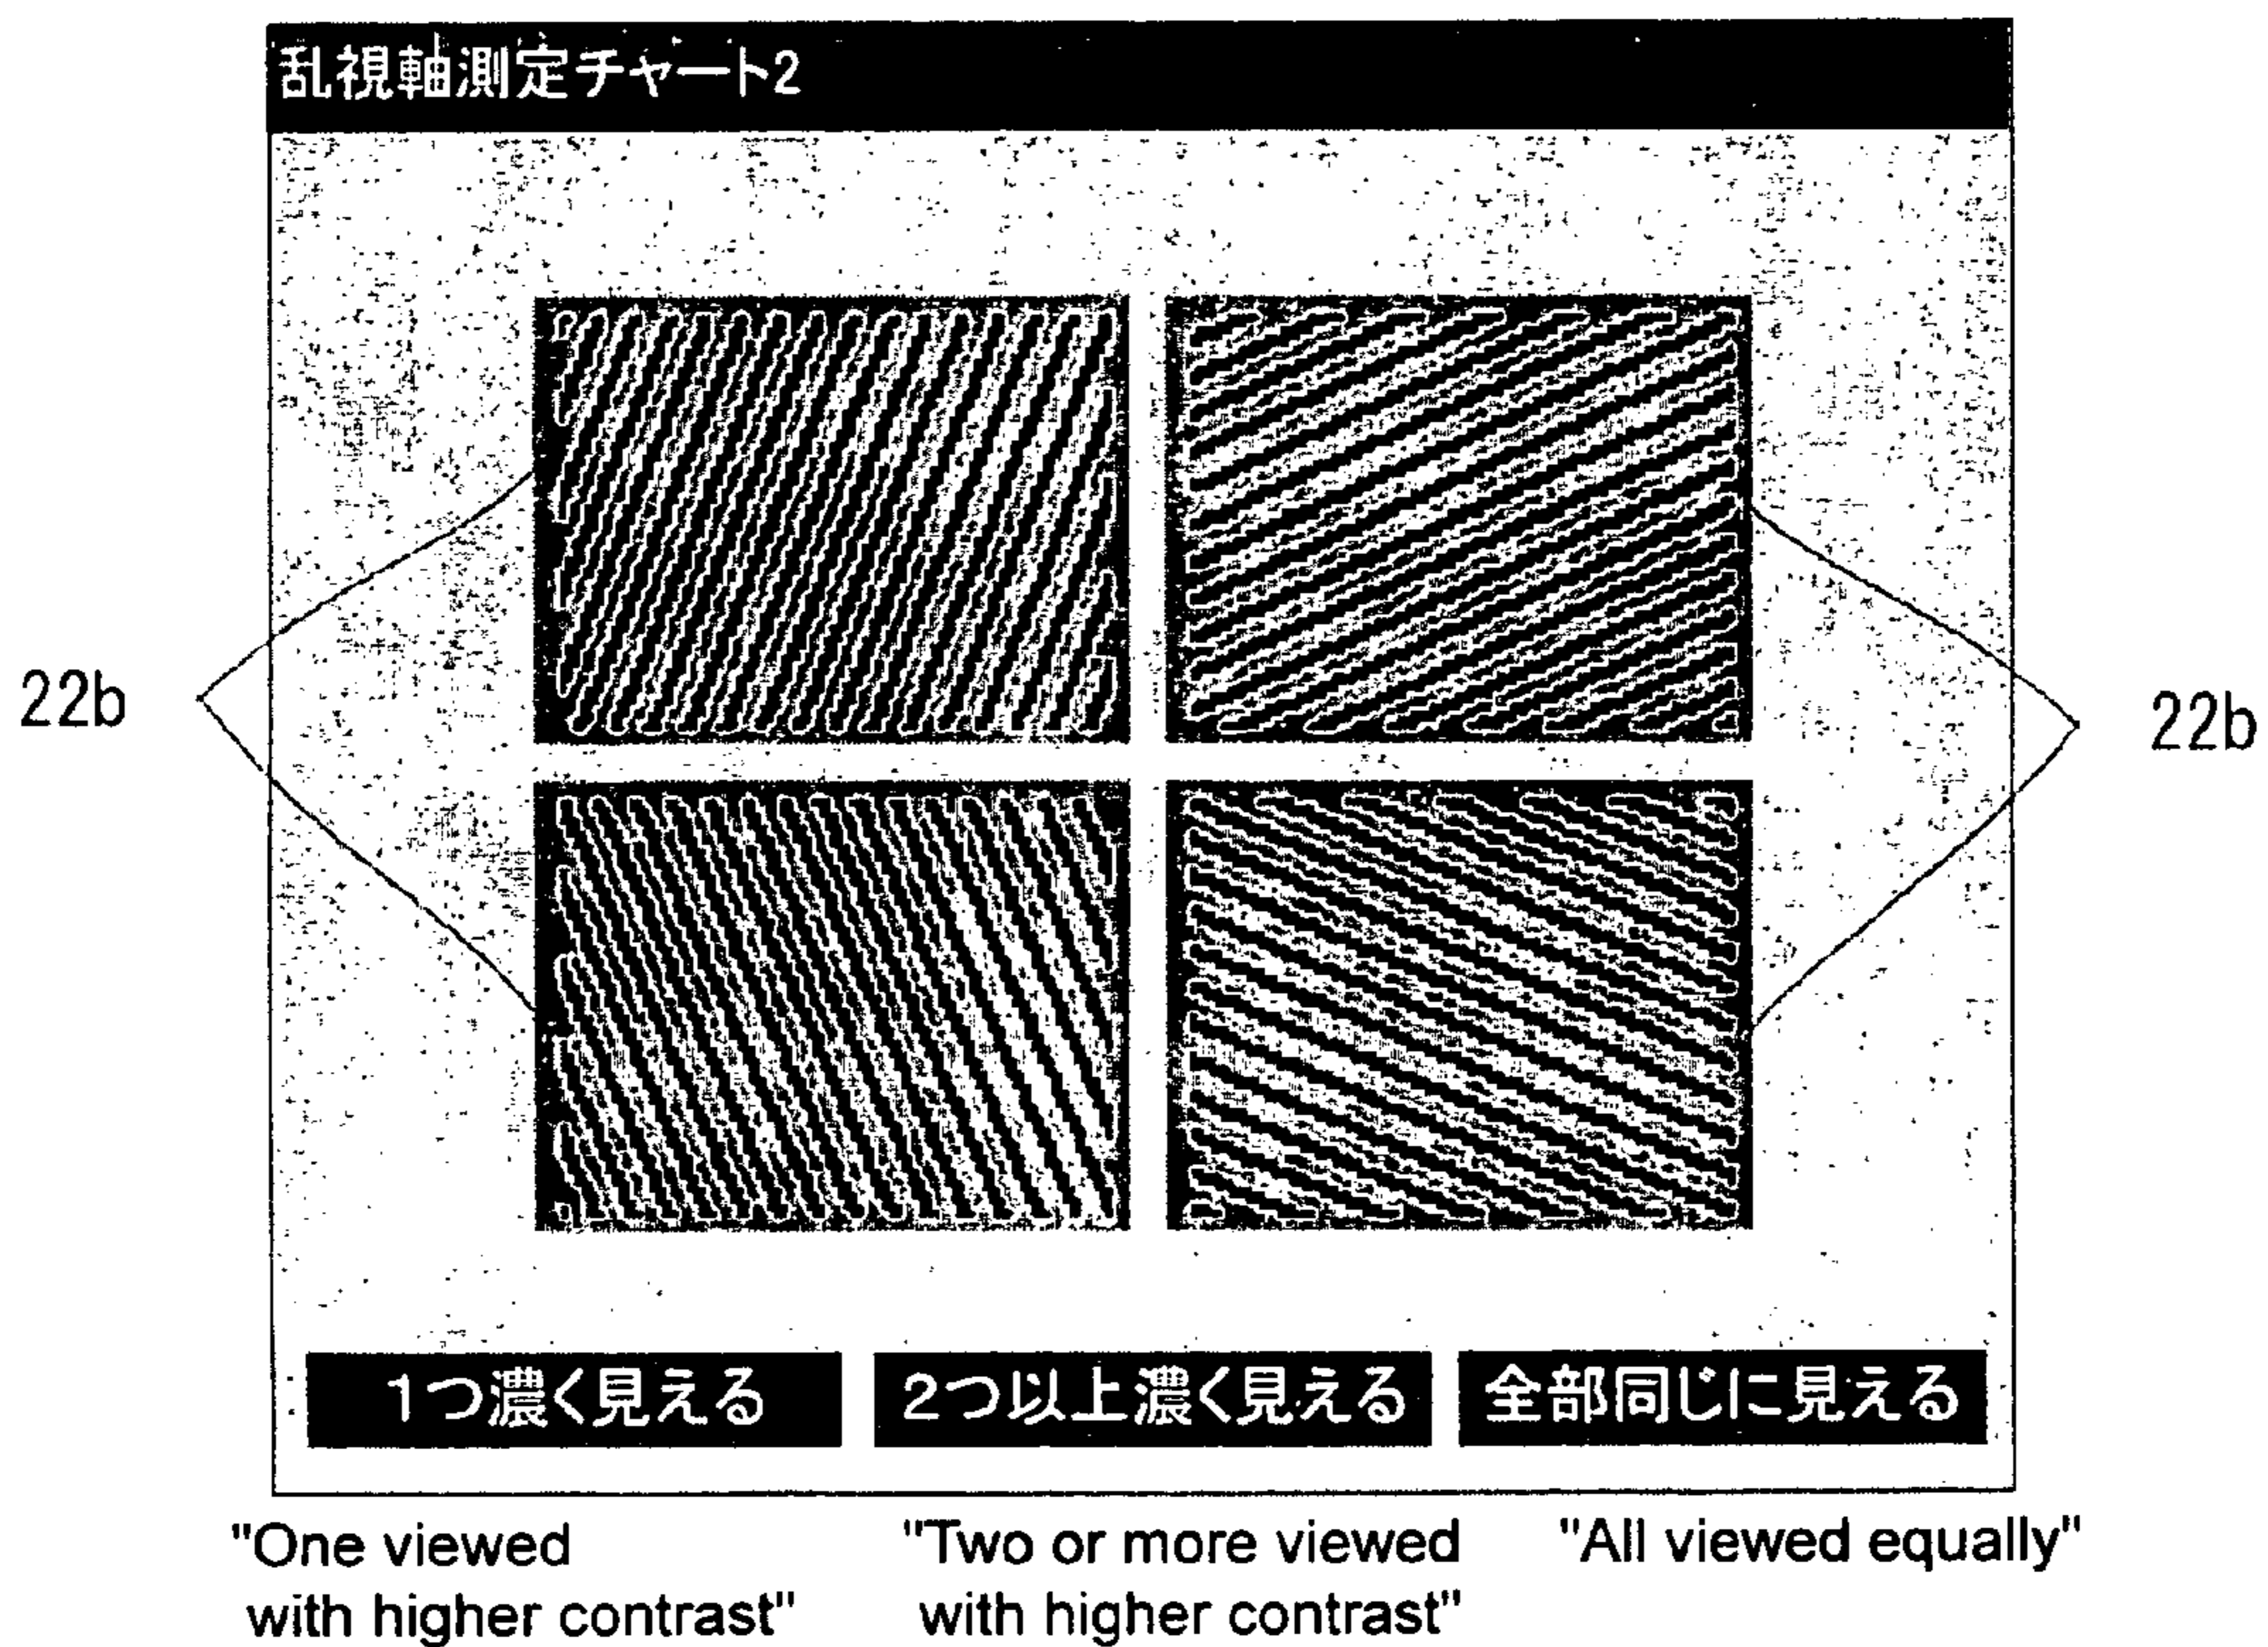 乱視軸測定チャート2
22b
22b
1つ濃く見える
2つ以上濃く見える
全部同じに見える
"One viewed
with higher contrast"
"Two or more viewed
with higher contrast"
"All viewed equally"